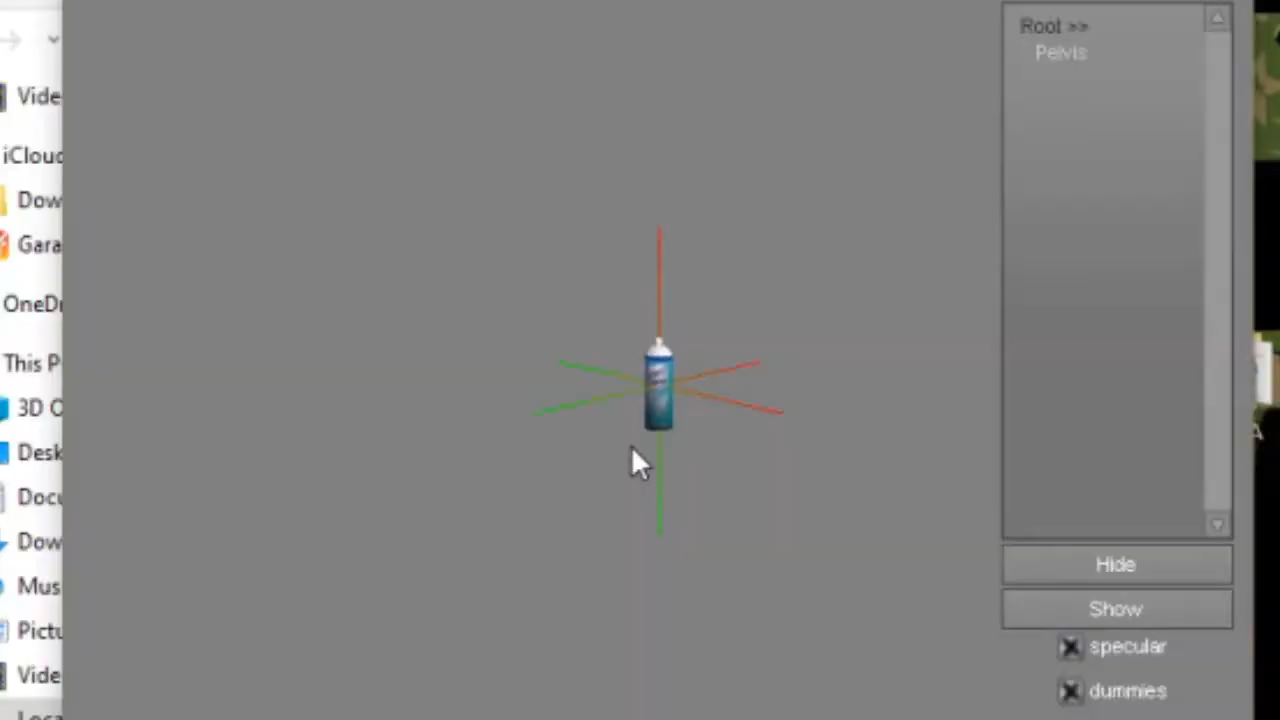 Vide
iCloud
Dow
Gara
OneDr
This P
3D O
Desk
Docu
Dow
Mus
Pictu
Vide
Loca
Root >>
Pelvis
Hide
Show
specular
dummies
A